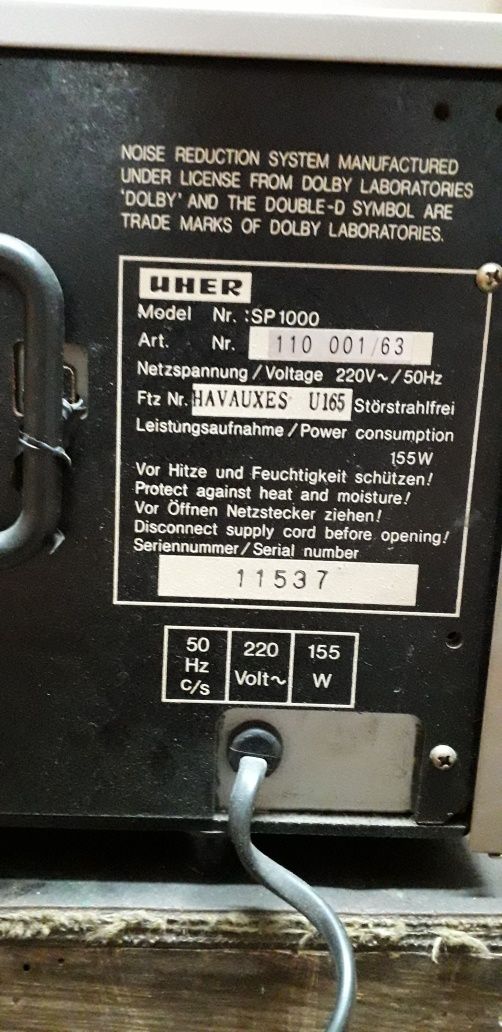 NOISE REDUCTION SYSTEM MANUFACTURED
UNDER LICENSE FROM DOLBY LABORATORIES
'DOLBY' AND THE DOUBLE-D SYMBOL ARE
TRADE MARKS OF DOLBY LABORATORIES.
UHER
Model Nr. :SP1000
Art. Nr. 110 001/63
Netzspannung/Voltage 220V~/50Hz
Ftz Nr. HAVAUXES U165 Störstrahlfrei
Leistungsaufnahme/Power consumption
155W
Vor Hitze und Feuchtigkeit schützen!
Protect against heat and moisture!
Vor Öffnen Netzstecker ziehen!
Disconnect supply cord before opening!
Seriennummer/Serial number
11537
50 220 155
Hz Volt~ W
c/s